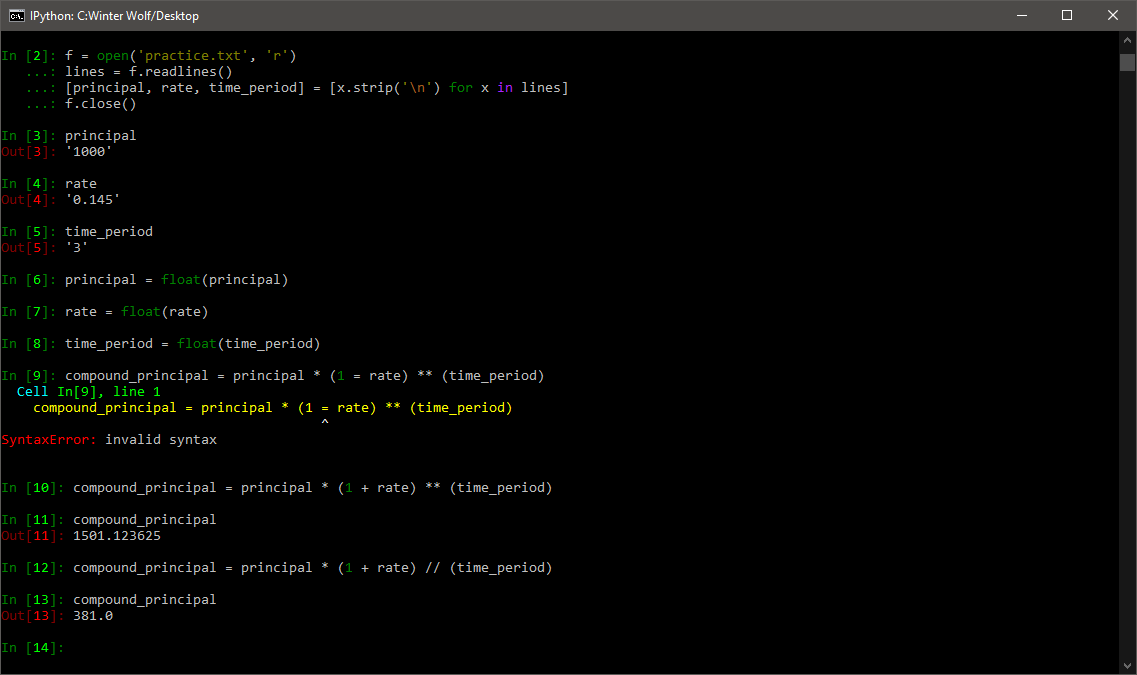 IPython: C:Winter Wolf/Desktop
In [2]: f = open('practice.txt', 'r')
   ...: lines = f.readlines()
   ...: [principal, rate, time_period] = [x.strip('\n') for x in lines]
   ...: f.close()
In [3]: principal
Out[3]: '1000'
In [4]: rate
Out[4]: '0.145'
In [5]: time_period
Out[5]: '3'
In [6]: principal = float(principal)
In [7]: rate = float(rate)
In [8]: time_period = float(time_period)
In [9]: compound_principal = principal * (1 = rate) ** (time_period)
  Cell In[9], line 1
    compound_principal = principal * (1 = rate) ** (time_period)
                                        ^
SyntaxError: invalid syntax
In [10]: compound_principal = principal * (1 + rate) ** (time_period)
In [11]: compound_principal
Out[11]: 1501.123625
In [12]: compound_principal = principal * (1 + rate) // (time_period)
In [13]: compound_principal
Out[13]: 381.0
In [14]: